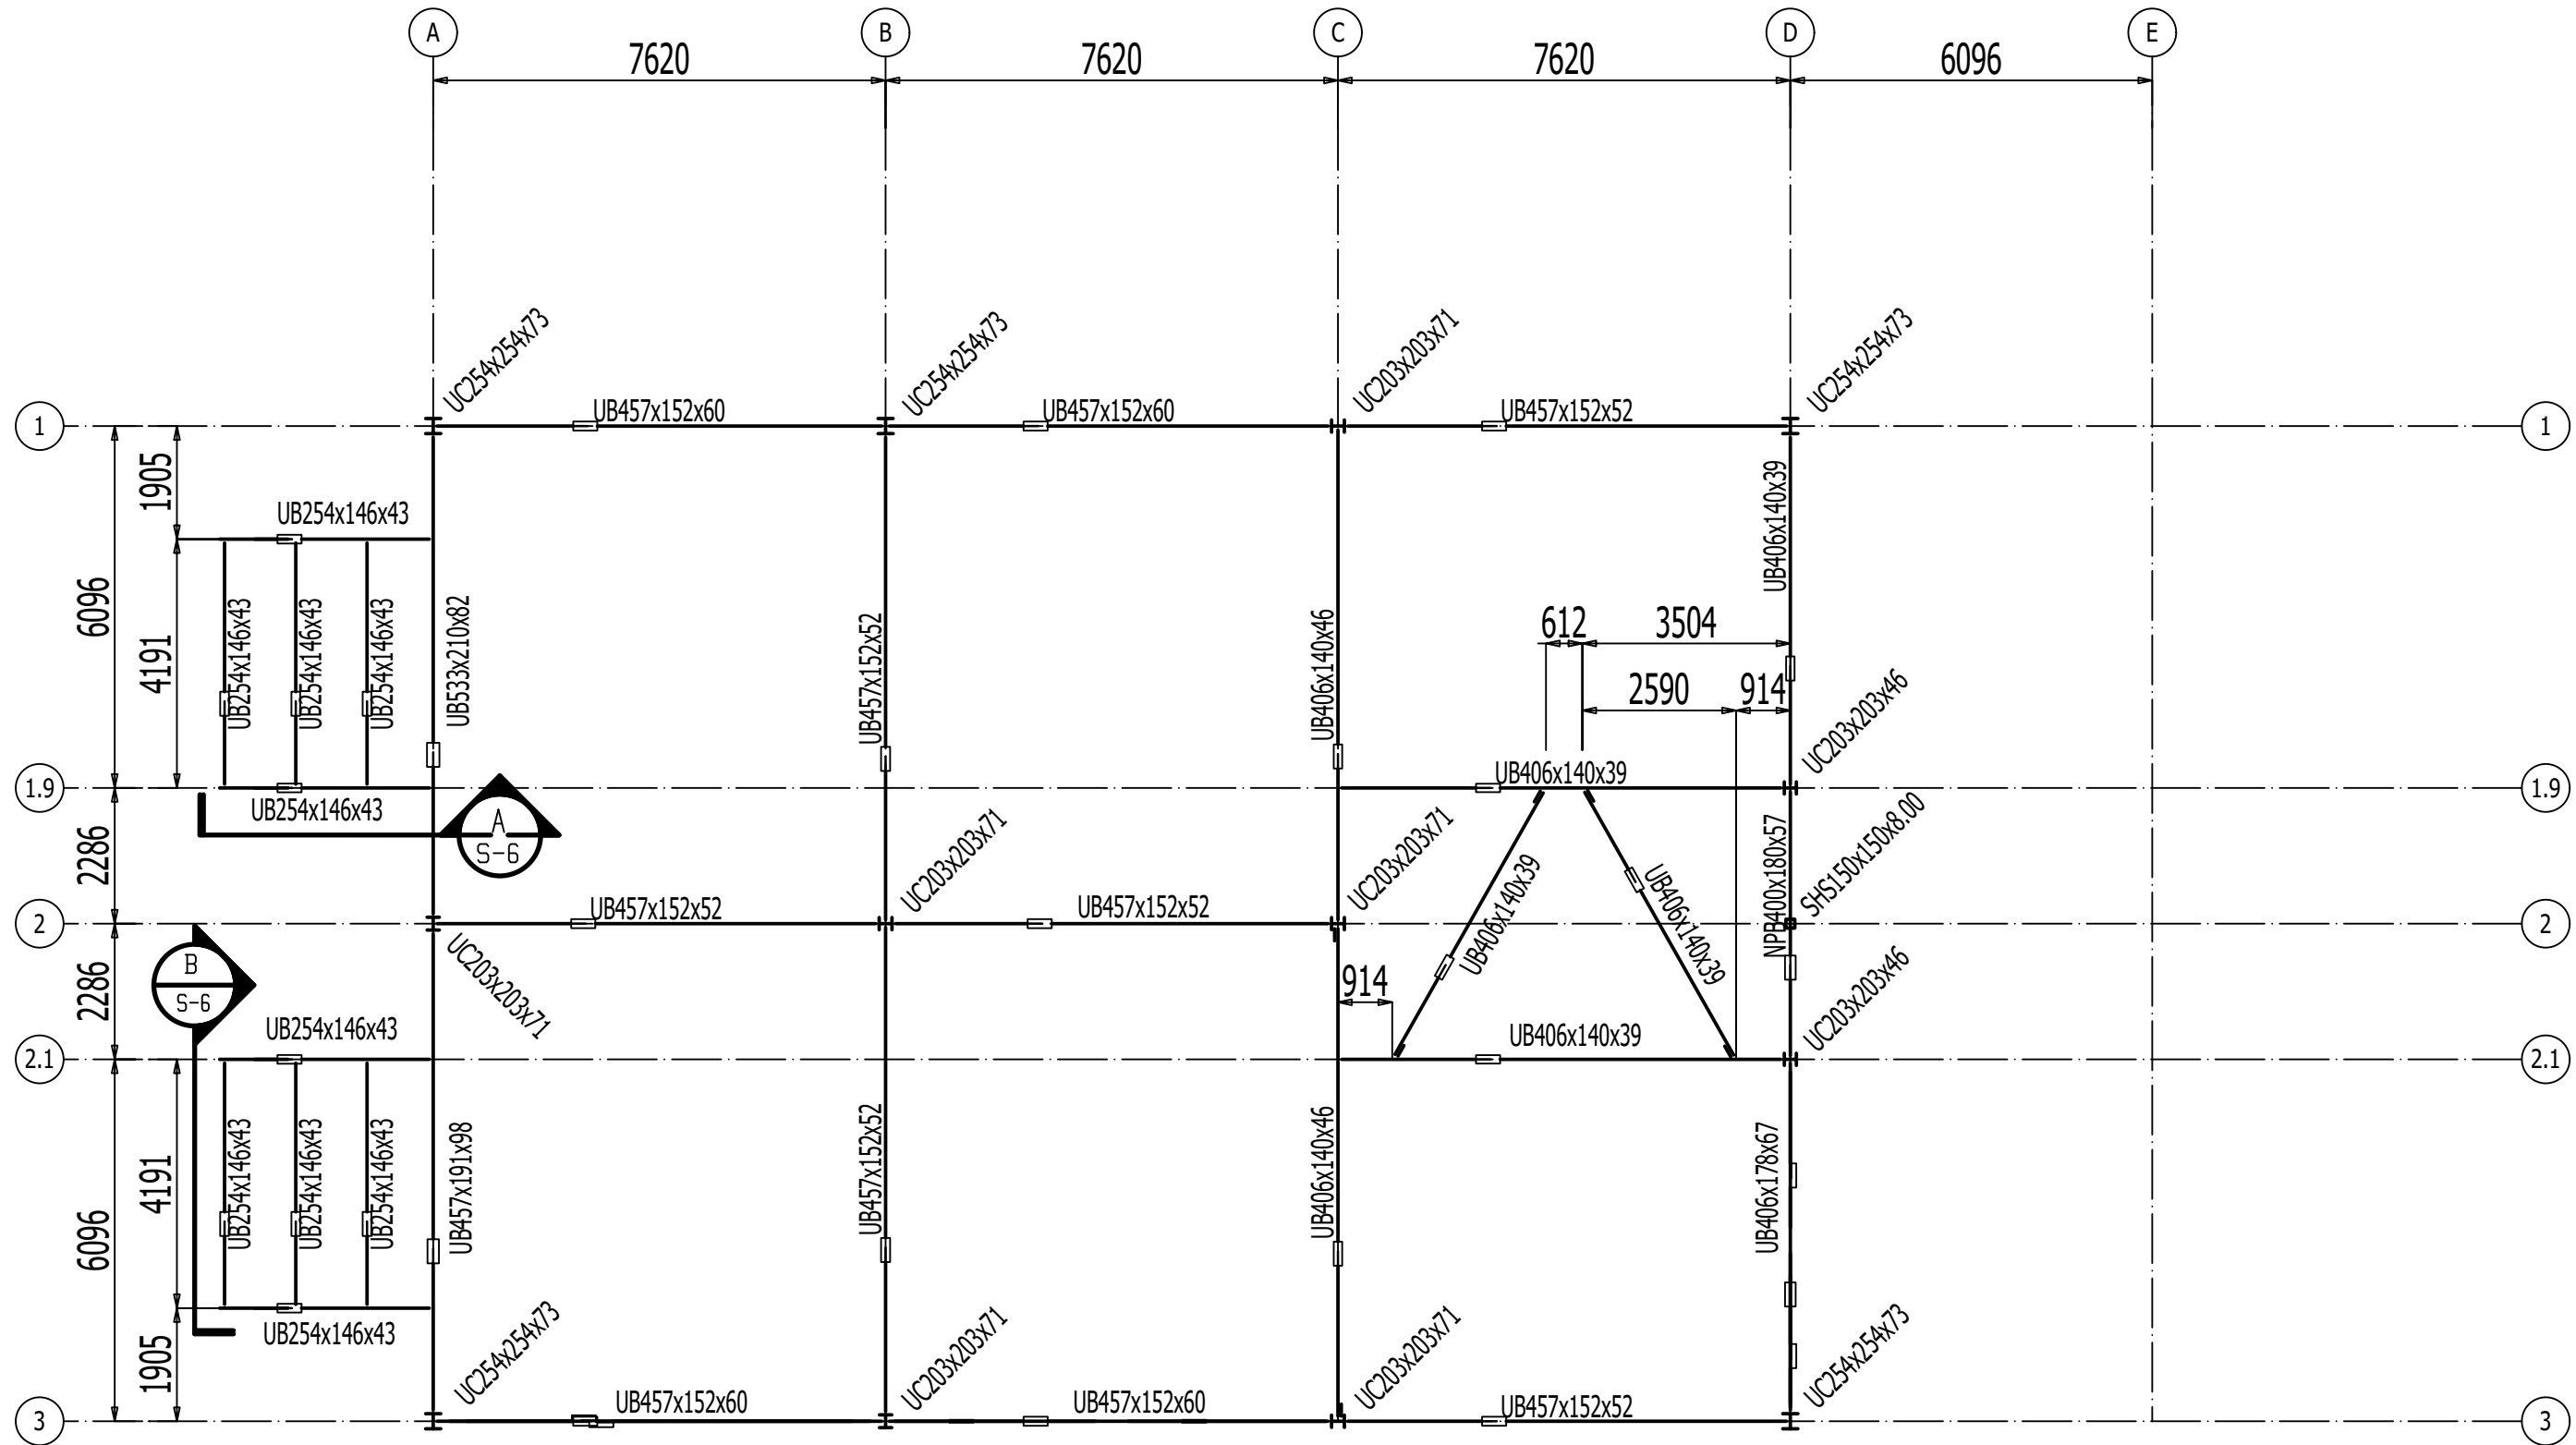 A
B
C
D
E
7620
7620
7620
6096
UC254x254x73
UC254x254x73
UC203x203x71
UC254x254x73
1
UB457x152x60
UB457x152x60
UB457x152x52
1
1905
UB254x146x43
UB406x140x39
6096
4191
UB254x146x43
UB254x146x43
UB254x146x43
UB533x210x82
UB457x152x52
UB406x140x46
612
3504
2590
914
UC203x203x46
1.9
UB406x140x39
1.9
UB254x146x43
A
S-6
2286
UC203x203x71
UC203x203x71
UB406x140x39
UB406x140x39
NPB400x180x57
SHS150x150x8.00
2
UB457x152x52
UB457x152x52
2
B
S-6
2286
UC203x203x71
914
UC203x203x46
UB254x146x43
UB406x140x39
2.1
2.1
4191
6096
UB254x146x43
UB254x146x43
UB254x146x43
UB457x191x98
UB457x152x52
UB406x140x46
UB406x178x67
UB254x146x43
1905
UC254x254x73
UC203x203x71
UC203x203x71
UC254x254x73
3
UB457x152x60
UB457x152x60
UB457x152x52
3